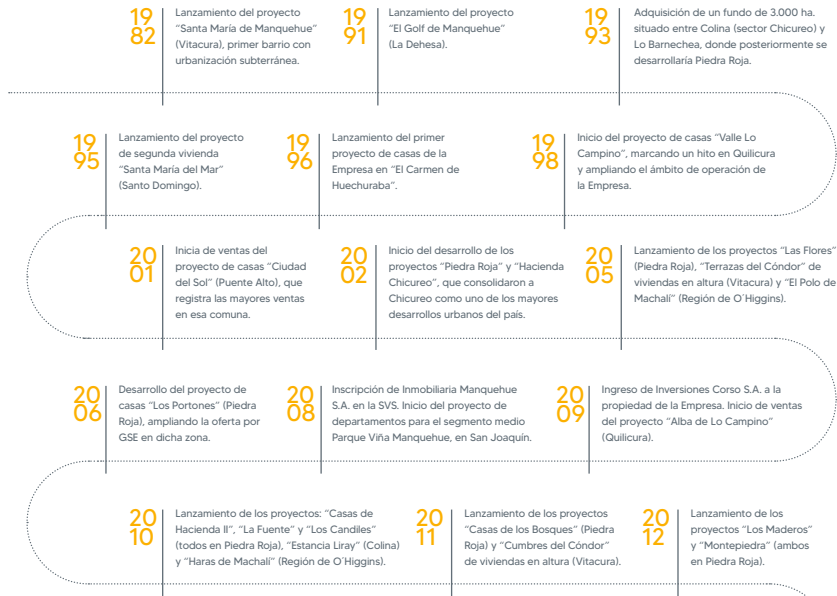 19
82
Lanzamiento del proyecto
“Santa María de Manquehue”
(Vitacura), primer barrio con
urbanización subterránea.
19
91
Lanzamiento del proyecto
“El Golf de Manquehue”
(La Dehesa).
19
93
Adquisición de un fundo de 3.000 ha.
situado entre Colina (sector Chicureo) y
Lo Barnechea, donde posteriormente se
desarrollaría Piedra Roja.
19
95
Lanzamiento del proyecto
de segunda vivienda
“Santa María del Mar”
(Santo Domingo).
19
96
Lanzamiento del primer
proyecto de casas de la
Empresa en “El Carmen de
Huechuraba”.
19
98
Inicio del proyecto de casas “Valle Lo
Campino”, marcando un hito en Quilicura
y ampliando el ámbito de operación de
la Empresa.
20
01
Inicia de ventas del
proyecto de casas “Ciudad
del Sol” (Puente Alto), que
registra las mayores ventas
en esa comuna.
20
02
Inicio del desarrollo de los
proyectos “Piedra Roja” y “Hacienda
Chicureo”, que consolidaron a
Chicureo como uno de los mayores
desarrollos urbanos del país.
20
05
Lanzamiento de los proyectos “Las Flores”
(Piedra Roja), “Terrazas del Cóndor” de
viviendas en altura (Vitacura) y “El Polo de
Machalí” (Región de O´Higgins).
20
06
Desarrollo del proyecto de
casas “Los Portones” (Piedra
Roja), ampliando la oferta por
GSE en dicha zona.
20
08
Inscripción de Inmobiliaria Manquehue
S.A. en la SVS. Inicio del proyecto de
departamentos para el segmento medio
Parque Viña Manquehue, en San Joaquín.
20
09
Ingreso de Inversiones Corso S.A. a la
propiedad de la Empresa. Inicio de ventas
del proyecto “Alba de Lo Campino”
(Quilicura).
20
10
Lanzamiento de los proyectos: “Casas de
Hacienda II”, “La Fuente” y “Los Candiles”
(todos en Piedra Roja), “Estancia Liray” (Colina)
y “Haras de Machalí” (Región de O´Higgins).
20
11
Lanzamiento de los proyectos
“Casas de los Bosques” (Piedra
Roja) y “Cumbres del Cóndor”
de viviendas en altura (Vitacura).
20
12
Lanzamiento de los
proyectos “Los Maderos”
y “Montepiedra” (ambos
en Piedra Roja).